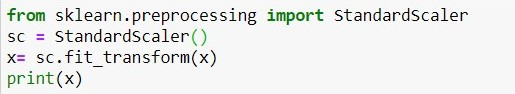 from sklearn.preprocessing import StandardScaler
sc = StandardScaler()
x= sc.fit_transform(x)
print(x)